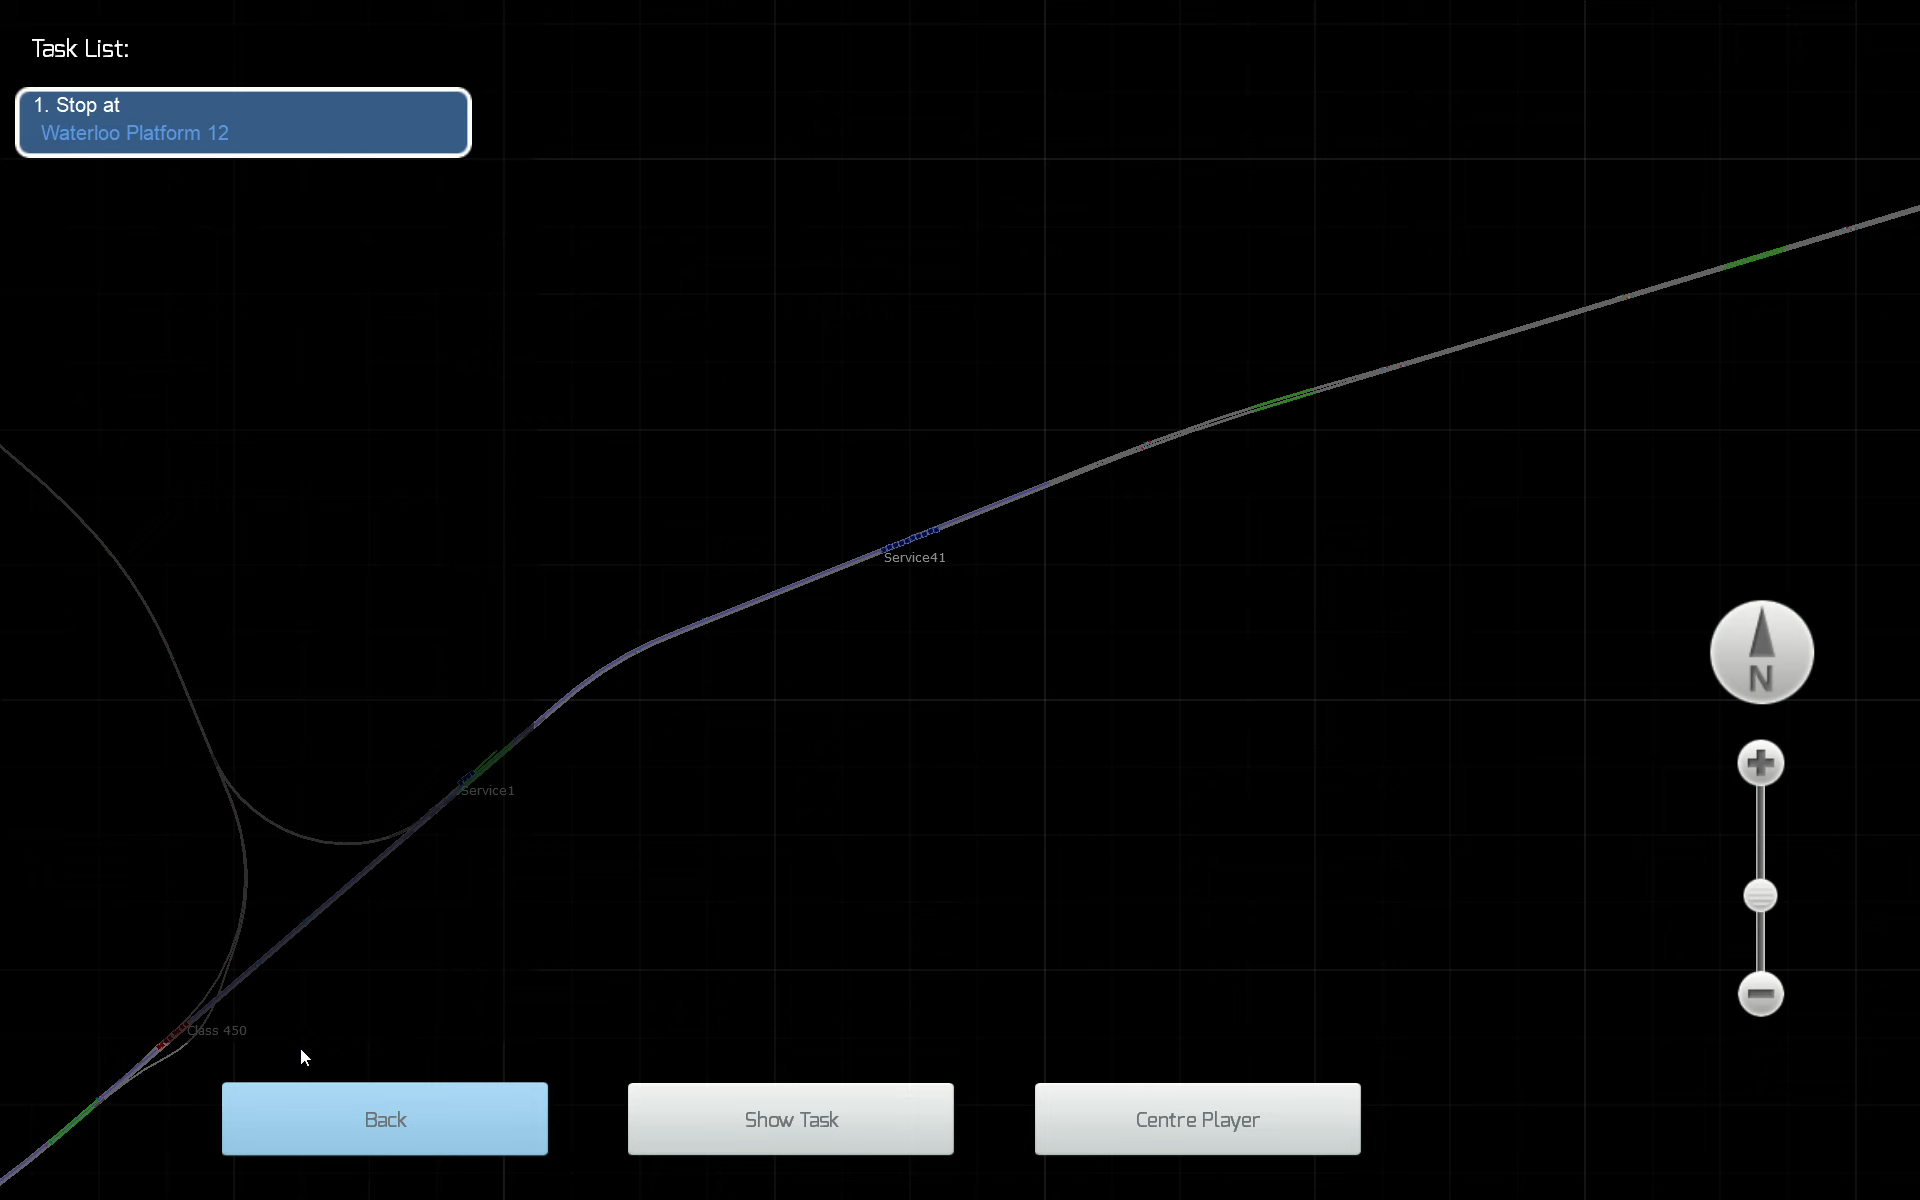 Task List:
1. Stop at
Waterloo Platform 12
Service41
Service1
Class 450
N
Back
Show Task
Centre Player